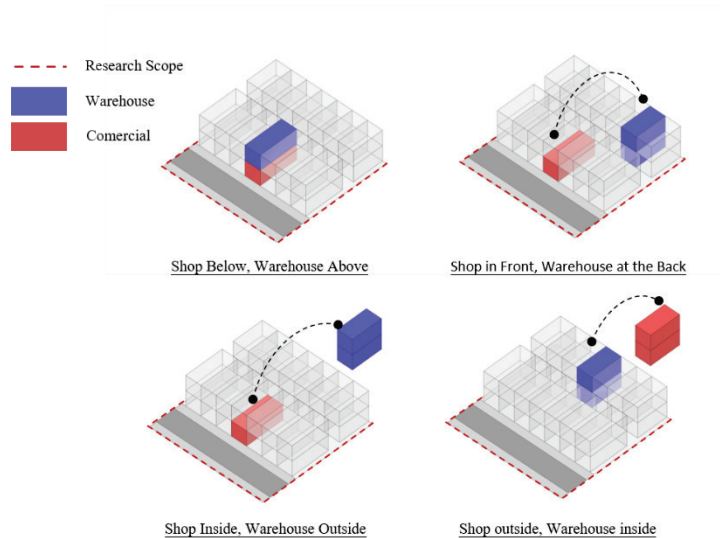 Research Scope
Warehouse
Comercial
Shop Below, Warehouse Above
Shop in Front, Warehouse at the Back
Shop Inside, Warehouse Outside
Shop outside, Warehouse inside